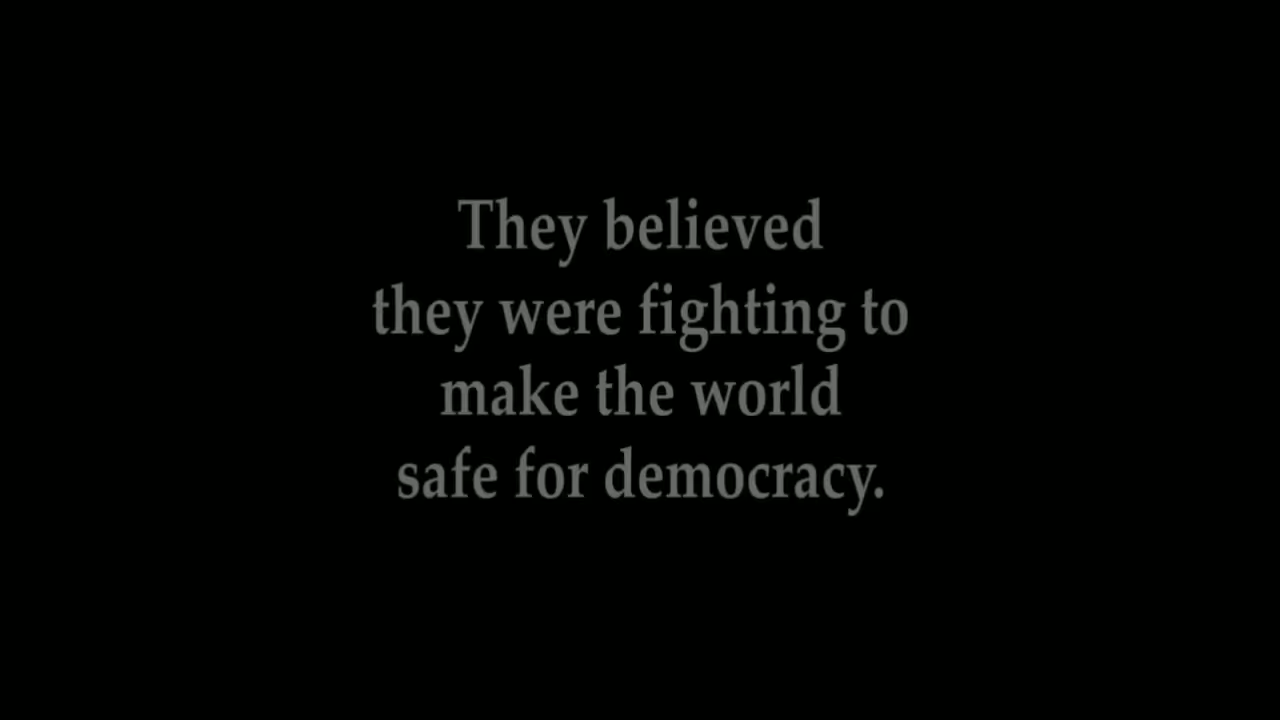 They believed
they were fighting to
make the world
safe for democracy.